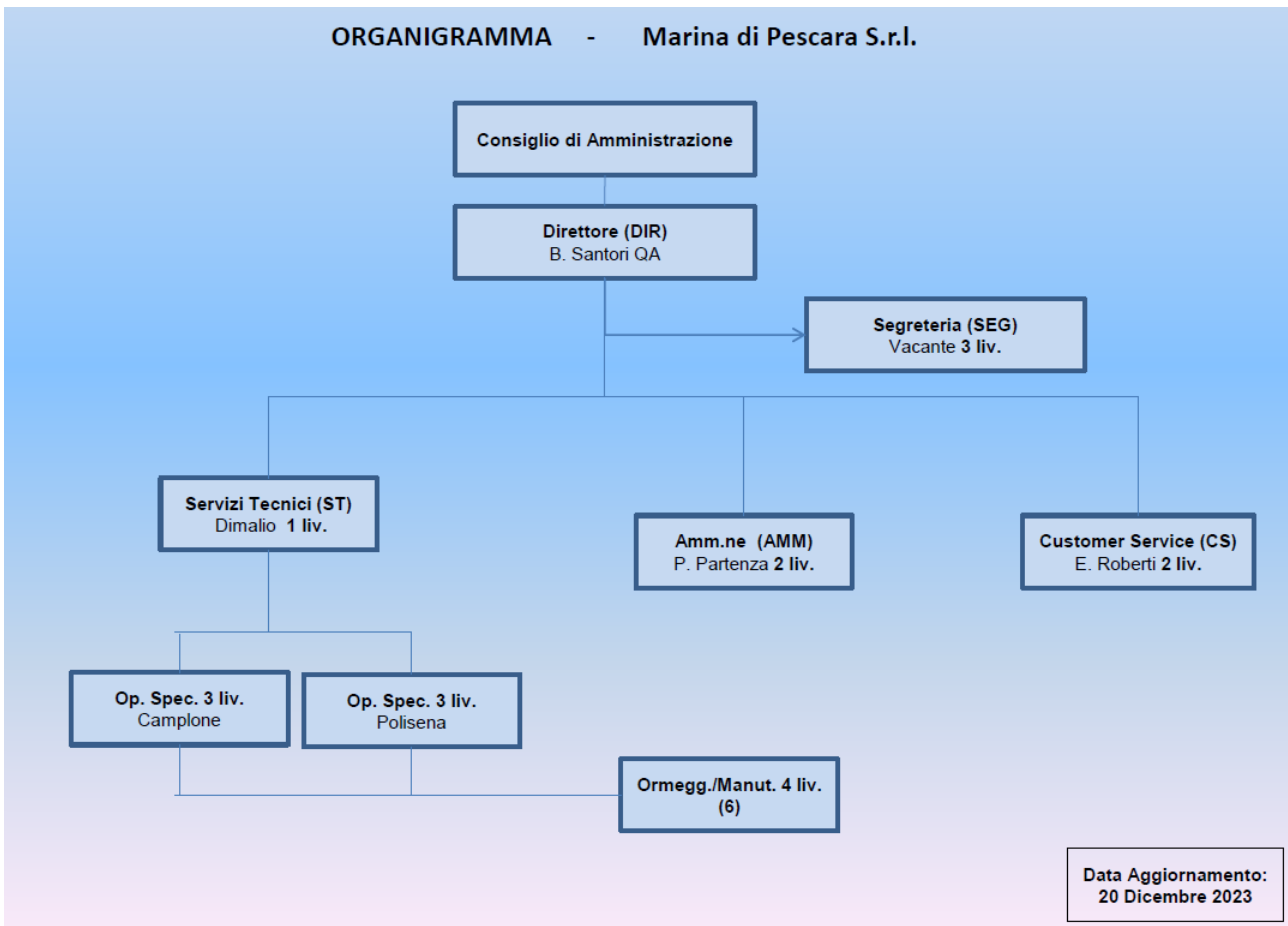 ORGANIGRAMMA - Marina di Pescara S.r.l.
Consiglio di Amministrazione
Direttore (DIR)
B. Santori QA
Segreteria (SEG)
Vacante 3 liv.
Servizi Tecnici (ST)
Dimalio 1 liv.
Amm.ne (AMM)
P. Partenza 2 liv.
Customer Service (CS)
E. Roberti 2 liv.
Op. Spec. 3 liv.
Camplone
Op. Spec. 3 liv.
Polisena
Ormegg./Manut. 4 liv.
(6)
Data Aggiornamento:
20 Dicembre 2023